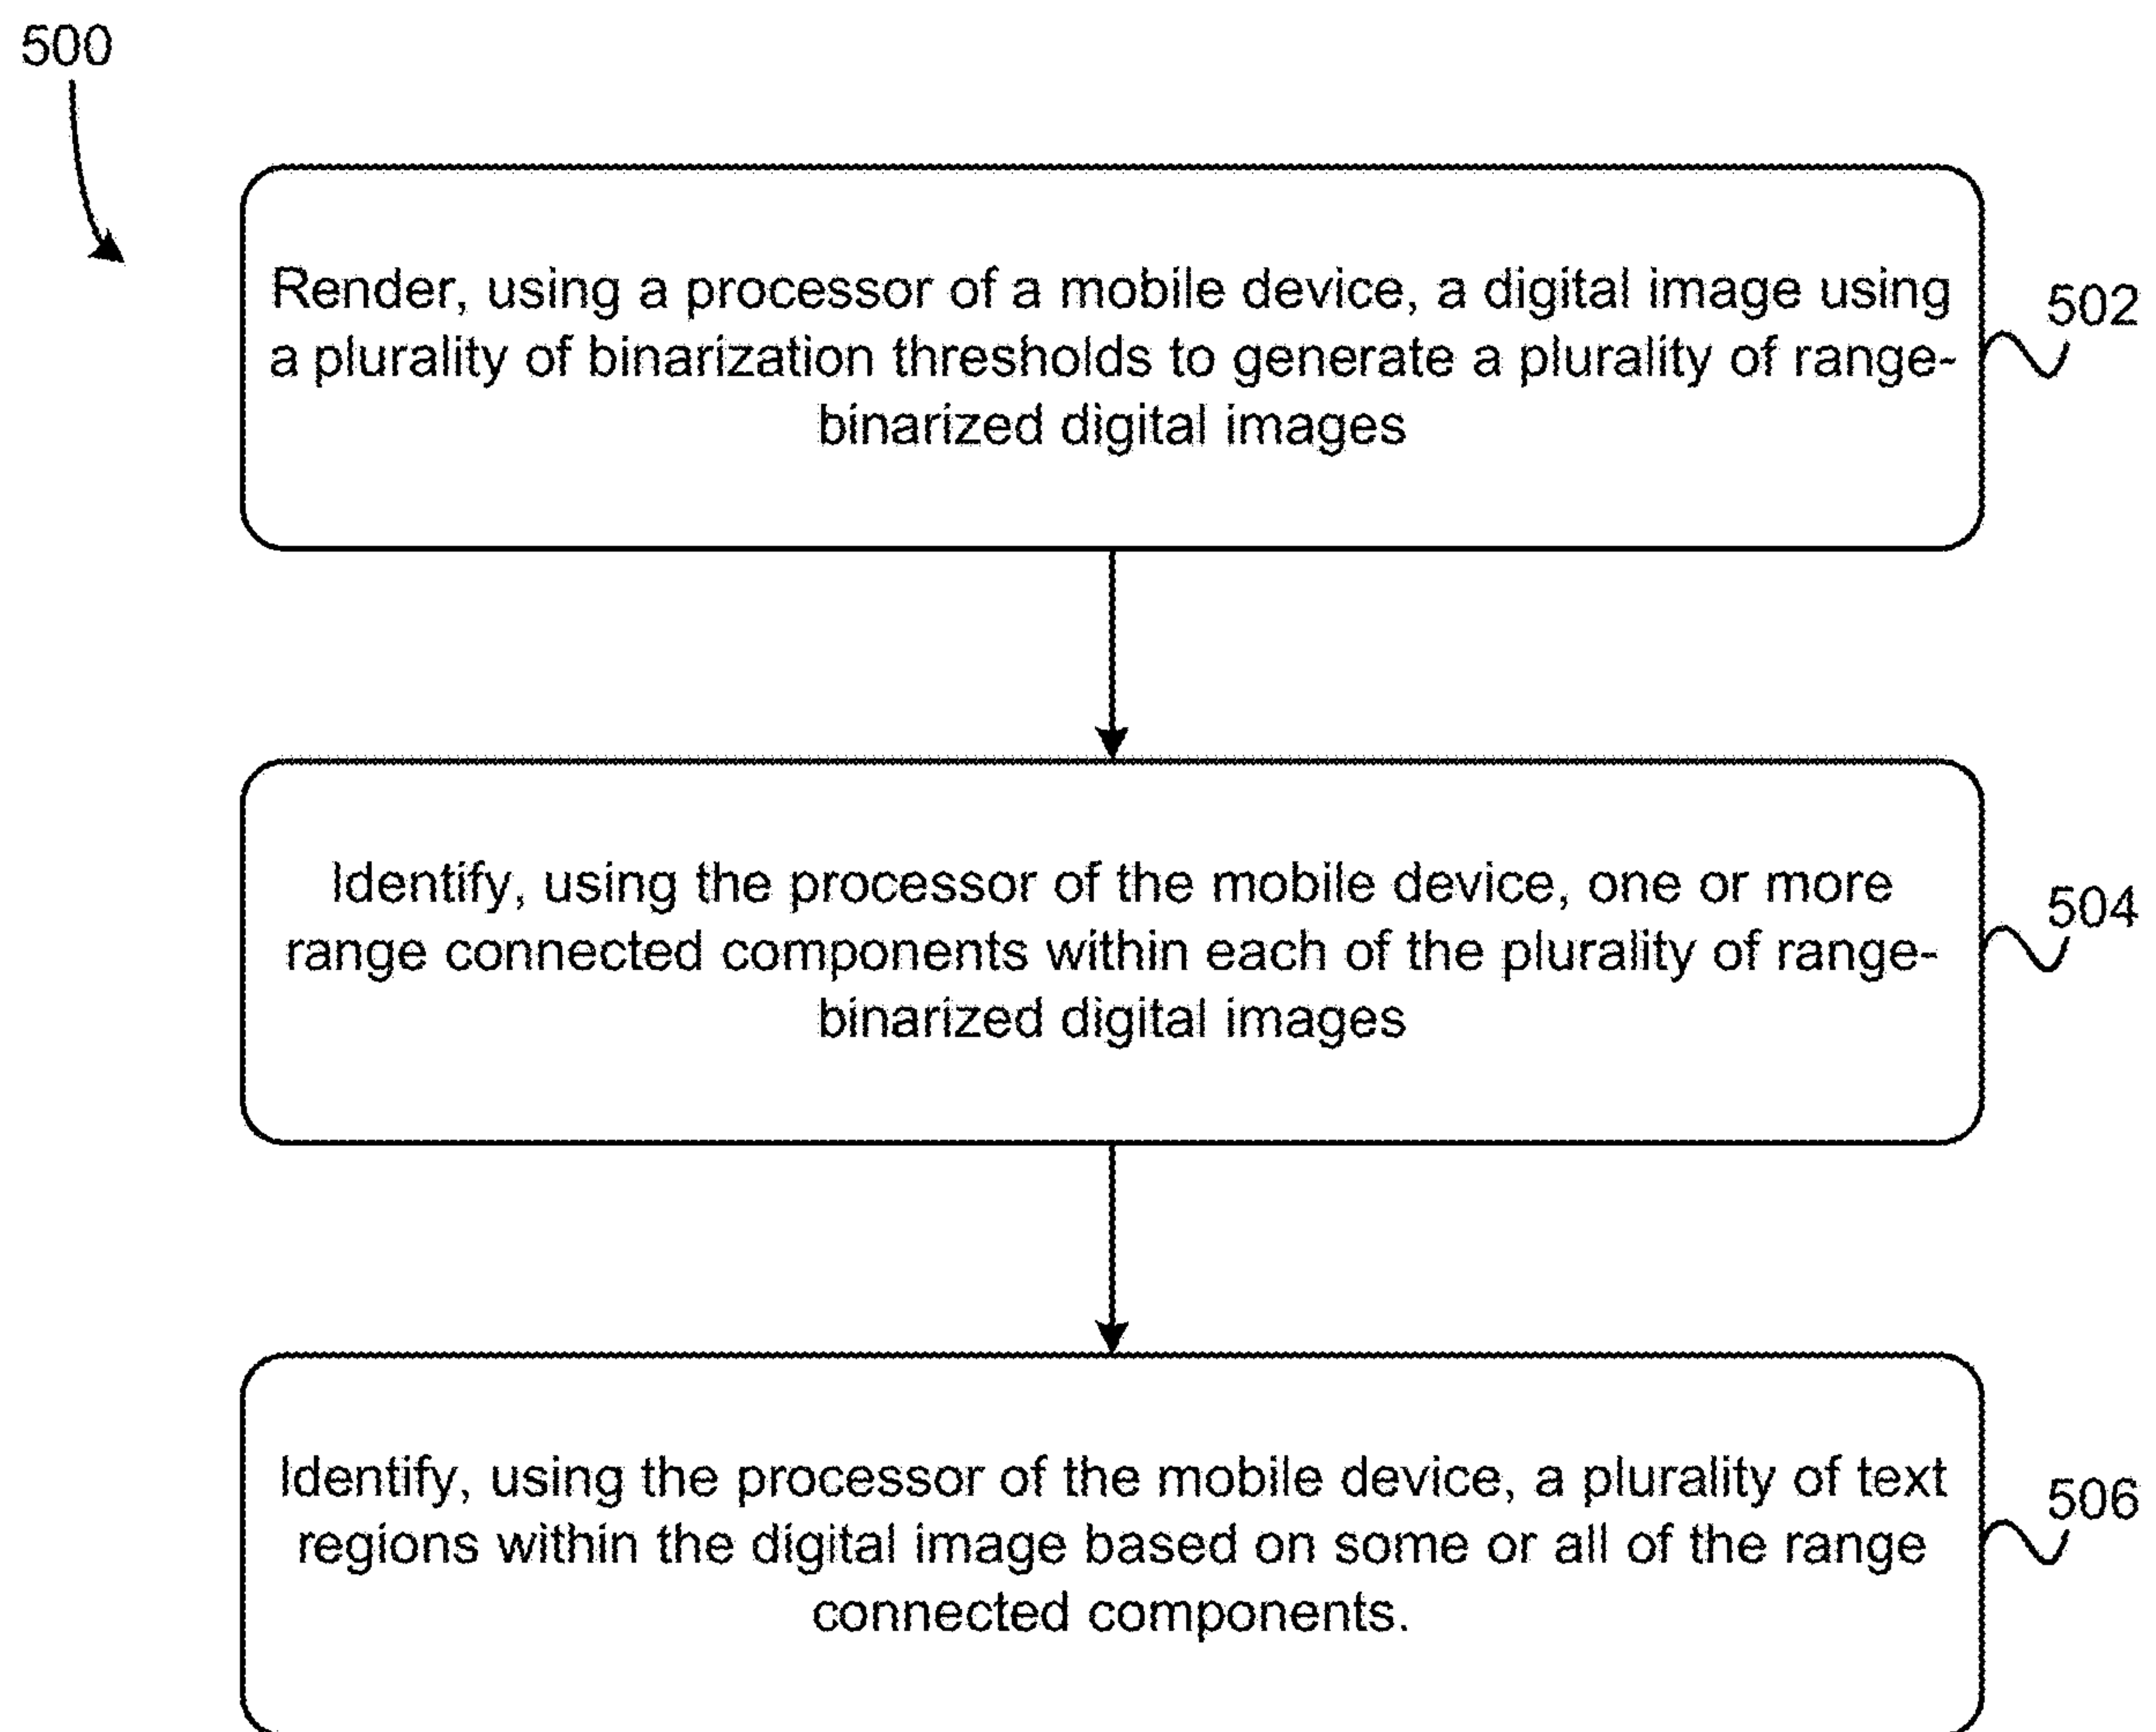 500
Render, using a processor of a mobile device, a digital image using
a plurality of binarization thresholds to generate a plurality of range-
binarized digital images
502
Identify, using the processor of the mobile device, one or more
range connected components within each of the plurality of range-
binarized digital images
504
Identify, using the processor of the mobile device, a plurality of text
regions within the digital image based on some or all of the range
connected components.
506